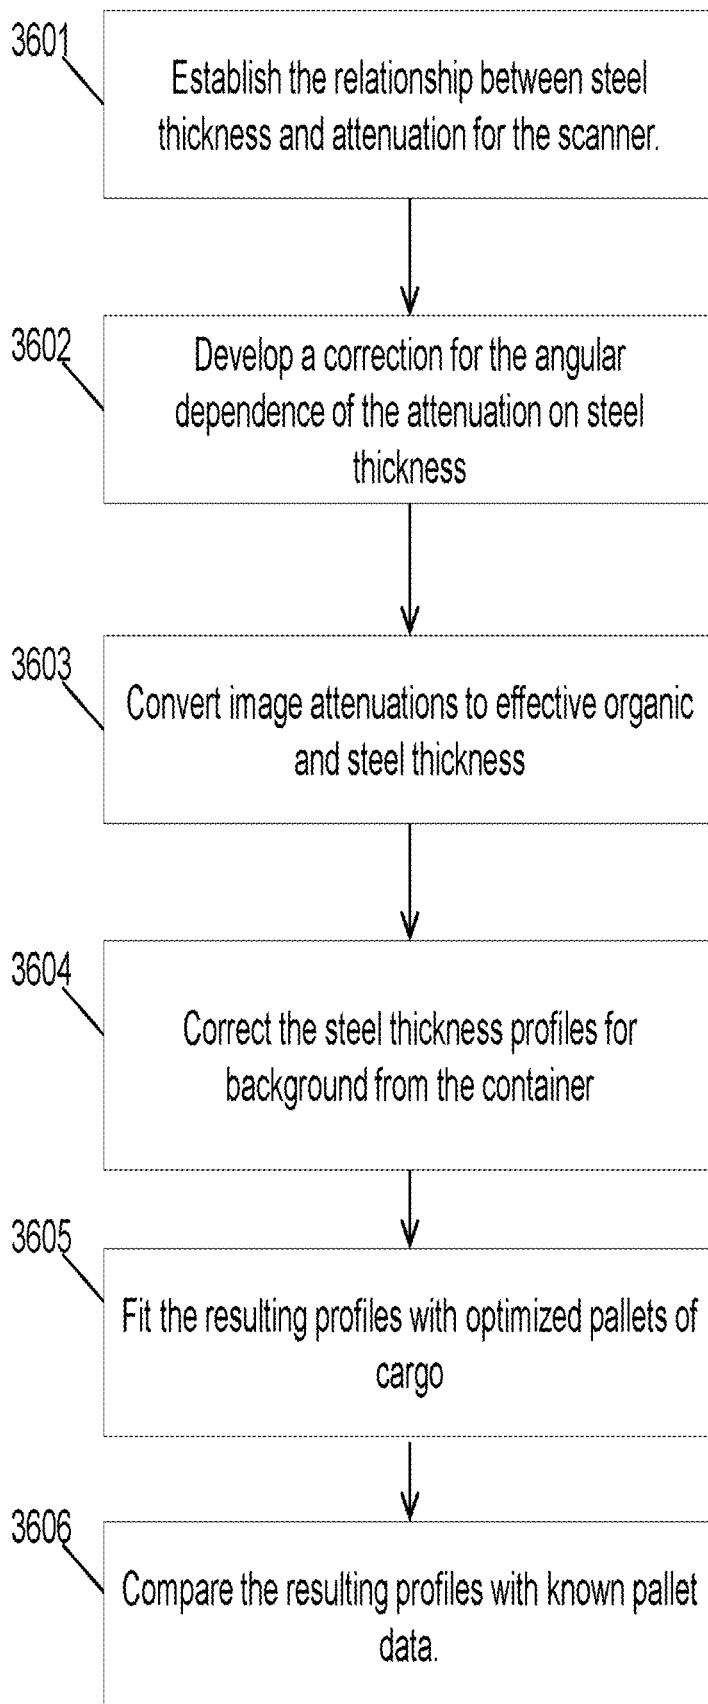 3601
Establish the relationship between steel
thickness and attenuation for the scanner.
3602
Develop a correction for the angular
dependence of the attenuation on steel
thickness
3603
Convert image attenuations to effective organic
and steel thickness
3604
Correct the steel thickness profiles for
background from the container
3605
Fit the resulting profiles with optimized pallets of
cargo
3606
Compare the resulting profiles with known pallet
data.